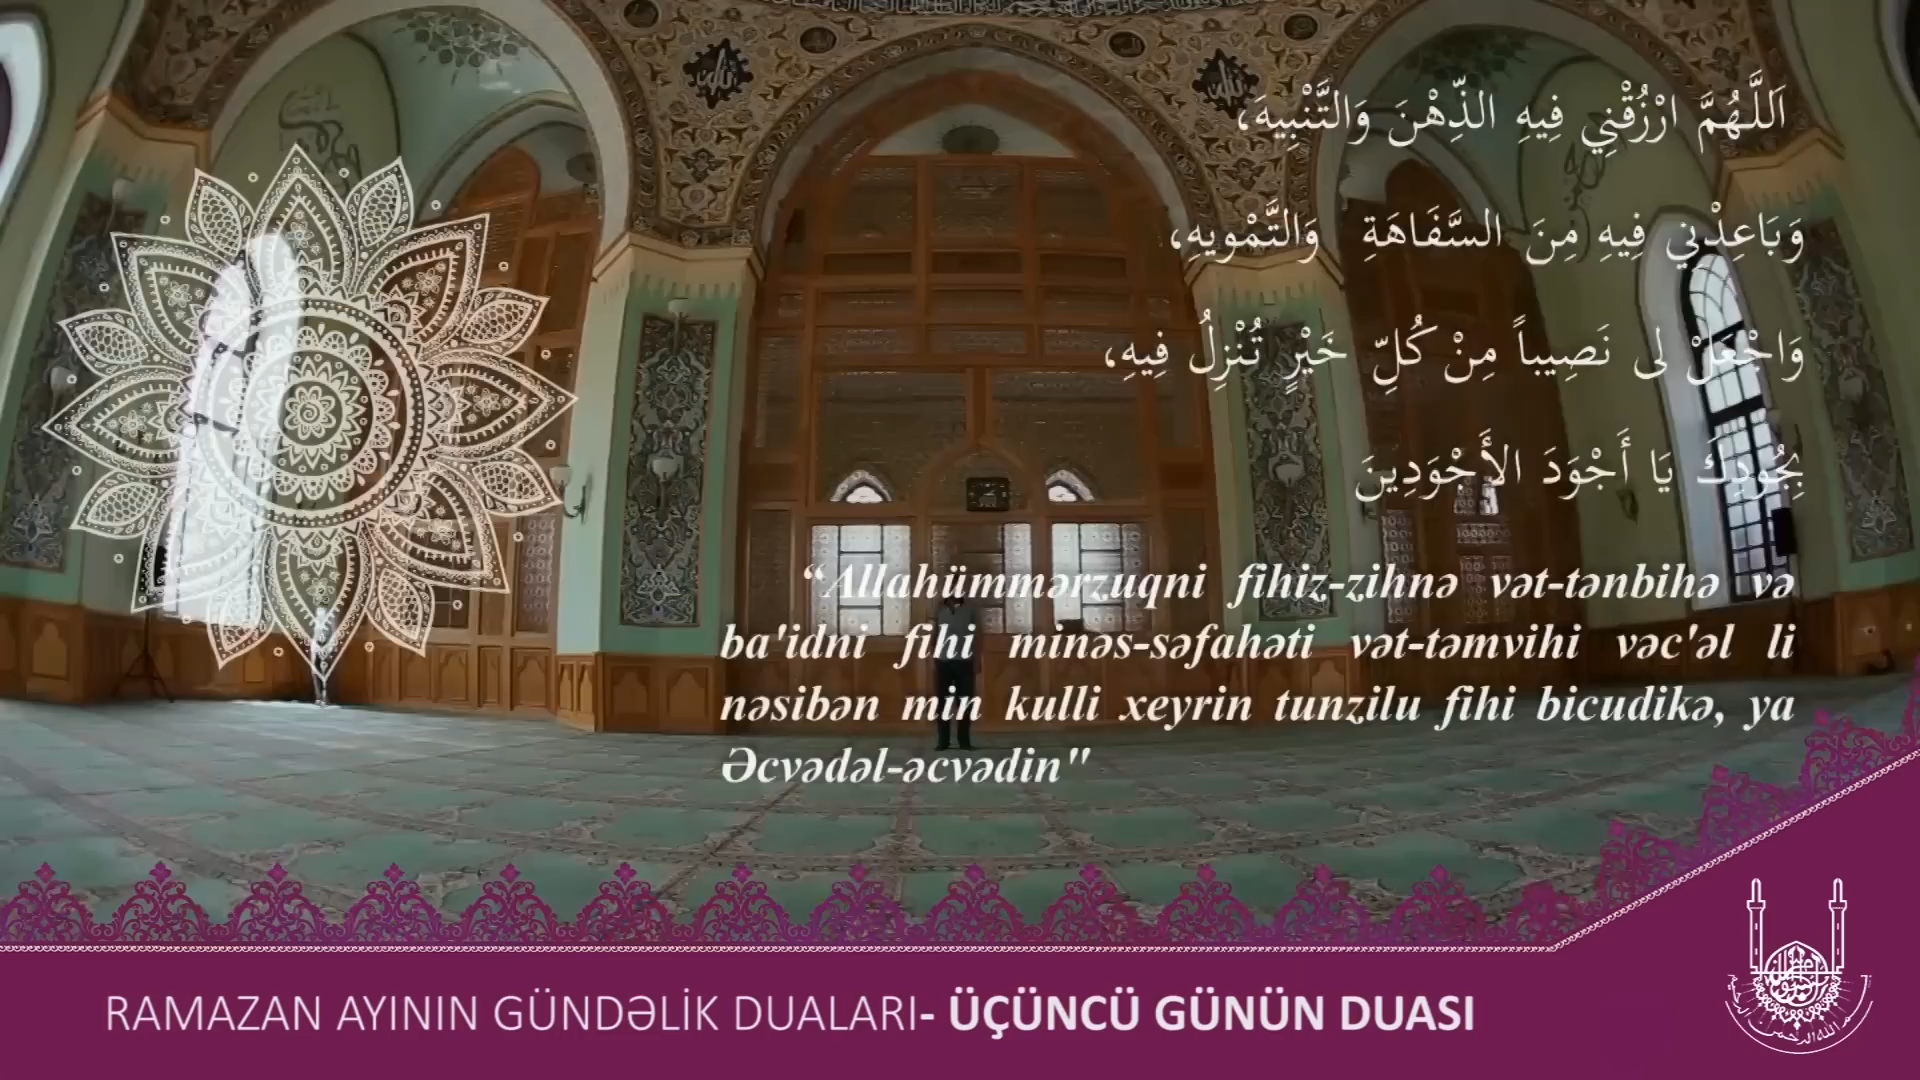 اَللَّهُمَّ ارْزُقْنِي فِيهِ الذِّهْنَ وَالتَّنْبِيهَ،
وَبَاعِدْنِي فِيهِ مِنَ السَّفَاهَةِ وَالتَّمْويهِ،
وَاجْعَلْ لى نَصِيباً مِنْ كُلِّ خَيْرٍ تُنْزِلُ فِيهِ،
بِجُودِكَ يَا أَجْوَدَ الأَجْوَدِينَ
“Allahümmərzuqni fihiz-zihnə vət-tənbihə və
ba'idni fihi minəs-səfahəti vət-təmvihi vəc'əl li
nəsibən min kulli xeyrin tunzilu fihi bicudikə, ya
Əcvədəl-əcvədin"
RAMAZAN AYININ GÜNDƏLİK DUALARI- ÜÇÜNCÜ GÜNÜN DUASI